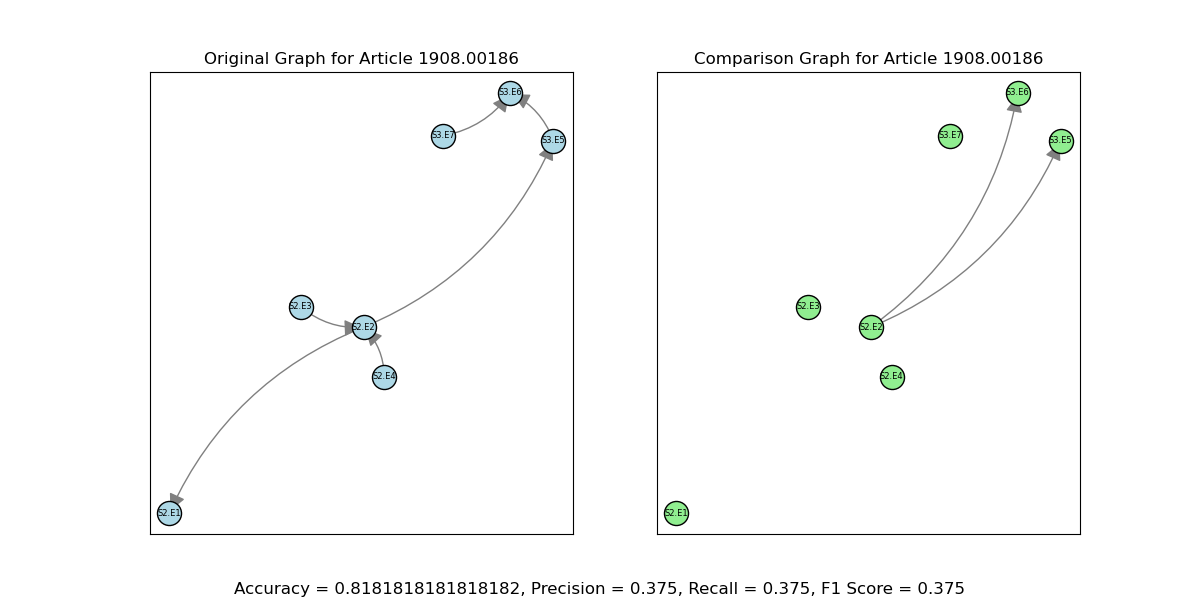 Original Graph for Article 1908.00186
Comparison Graph for Article 1908.00186
S3.E6
S3.E7
S3.E5
S2.E3
S2.E2
S2.E4
S2.E1
S3.E6
S3.E7
S3.E5
S2.E3
S2.E2
S2.E4
S2.E1
Accuracy = 0.8181818181818182, Precision = 0.375, Recall = 0.375, F1 Score = 0.375